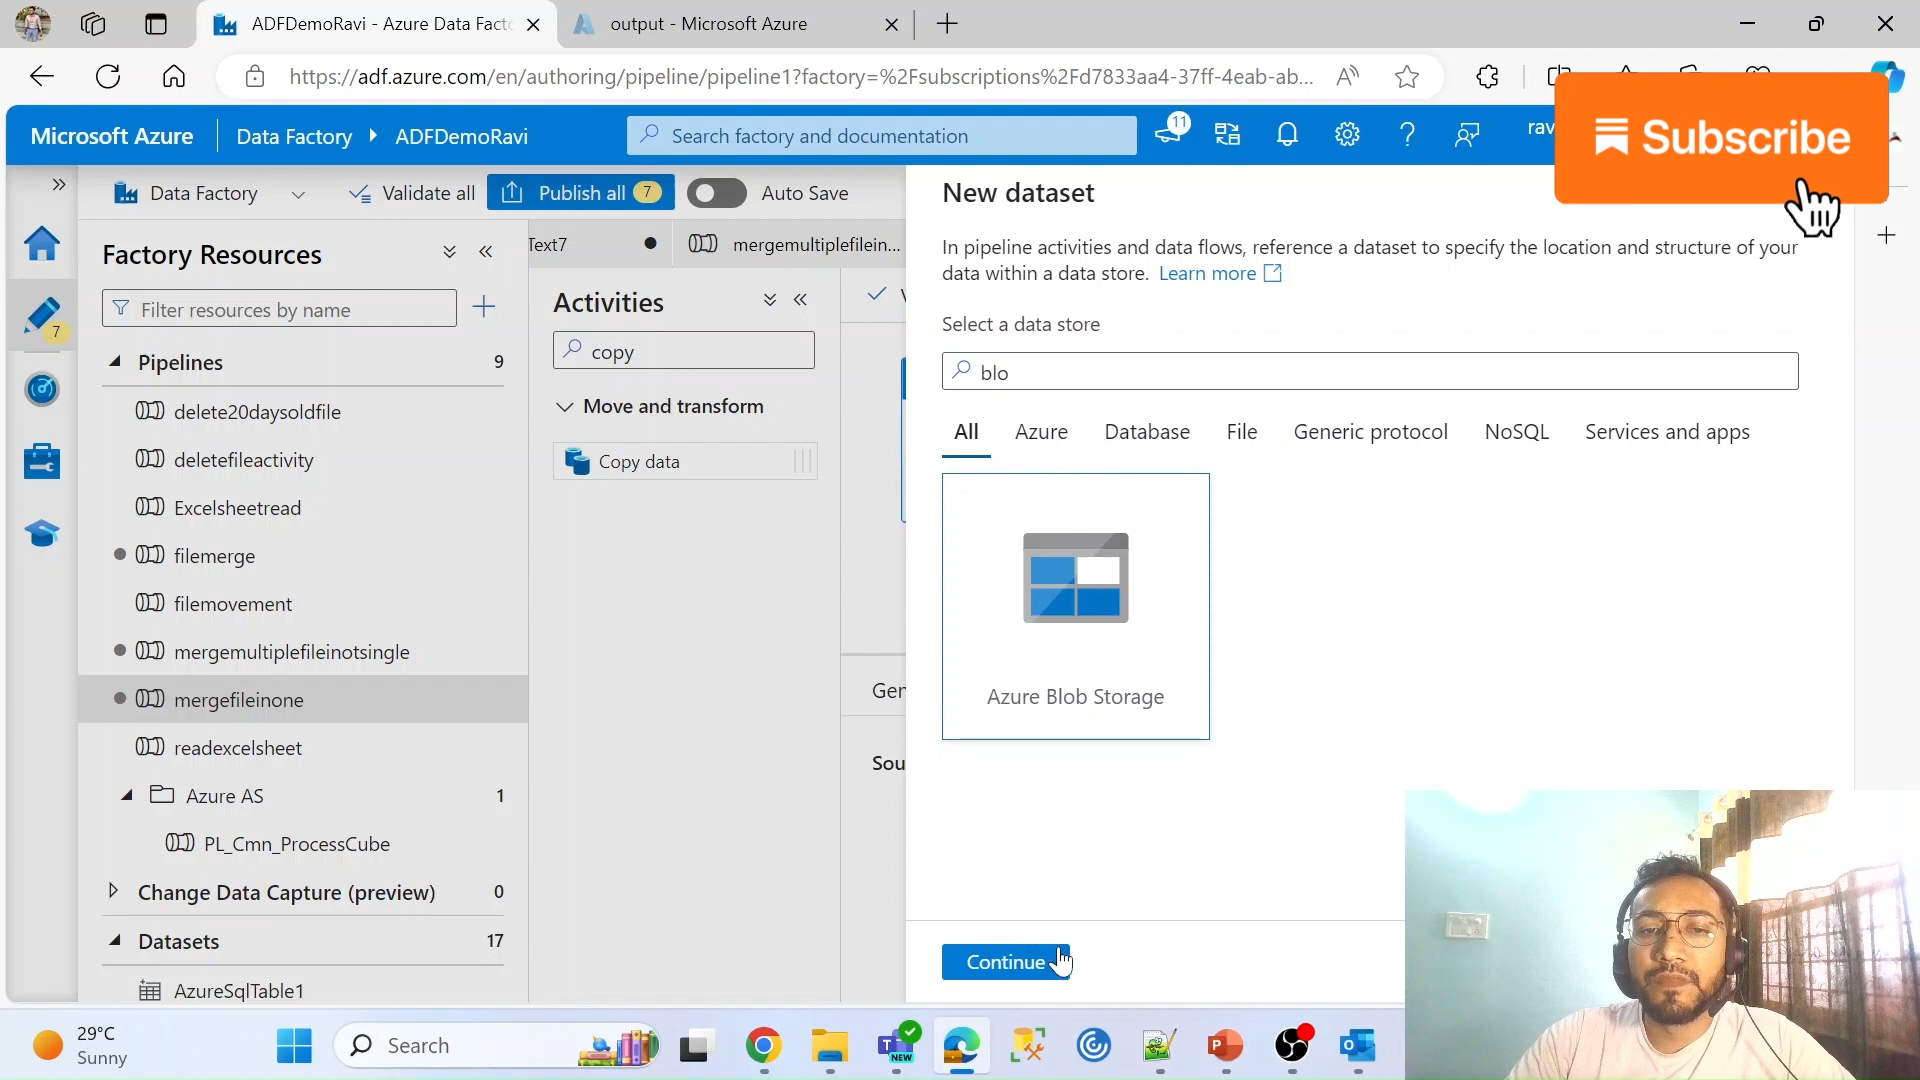 ADFDemoRavi - Azure Data Facto
output - Microsoft Azure
https://adf.azure.com/en/authoring/pipeline/pipeline1?factory=%2Fsubscriptions%2Fd7833aa4-37ff-4eab-ab...
Microsoft Azure
Data Factory
ADFDemoRavi
Search factory and documentation
11
rav
Subscribe
Data Factory
Validate all
Publish all
7
Auto Save
New dataset
In pipeline activities and data flows, reference a dataset to specify the location and structure of your
data within a data store. Learn more
Select a data store
blo
All
Azure
Database
File
Generic protocol
NoSQL
Services and apps
Azure Blob Storage
Continue
7
Factory Resources
Filter resources by name
Pipelines
9
delete20daysoldfile
deletefileactivity
Excelsheetread
filemerge
filemovement
mergemultiplefileinotsingle
mergefileinone
readexcelsheet
Azure AS
1
PL_Cmn_ProcessCube
Change Data Capture (preview)
0
Datasets
17
AzureSqlTable1
Text7
mergemultiplefilein...
Activities
copy
Move and transform
Copy data
Gen
Sou
29°C
Sunny
Search
NEW